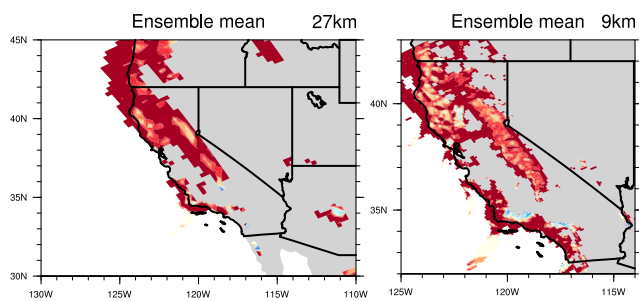 Ensemble mean 27km
Ensemble mean 9km
45N
40N
35N
30N
130W 125W 120W 115W 110W
40N
35N
125W 120W 115W